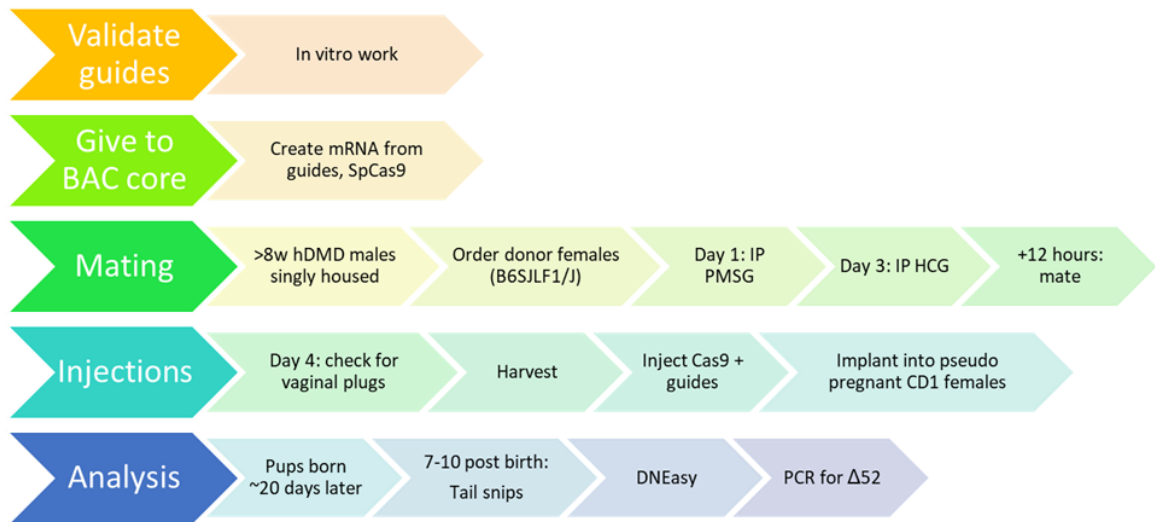 Validate
guides
In vitro work
Give to
BAC core
Create mRNA from
guides, SpCas9
Mating
>8w hDMD males
singly housed
Order donor females
(B6SJLF1/J)
Day 1: IP
PMSG
Day 3: IP HCG
+12 hours:
mate
Injections
Day 4: check for
vaginal plugs
Harvest
Inject Cas9 +
guides
Implant into pseudo
pregnant CD1 females
Analysis
Pups born
~20 days later
7-10 post birth:
Tail snips
DNEasy
PCR for Δ52